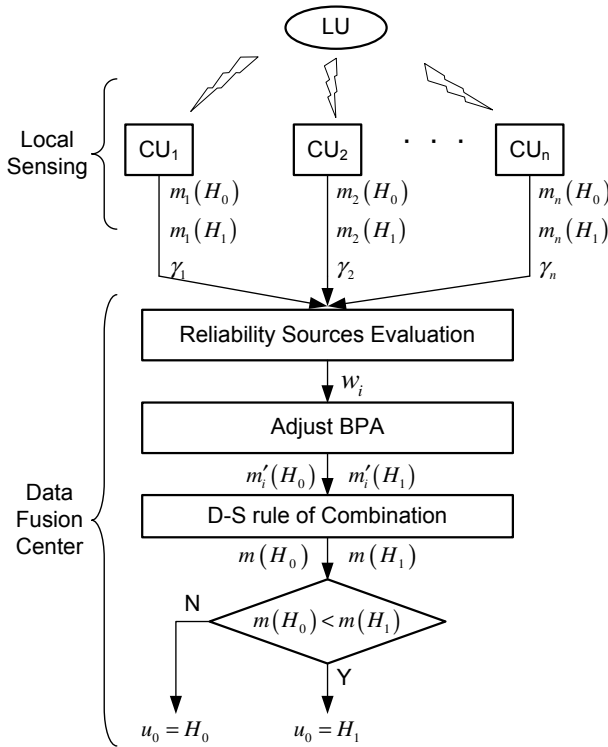 LU
Local
Sensing
CU₁
CU₂
. . .
CUₙ
m₁(H₀)
m₁(H₁)
γ₁
m₂(H₀)
m₂(H₁)
γ₂
mₙ(H₀)
mₙ(H₁)
γₙ
Data
Fusion
Center
Reliability Sources Evaluation
wᵢ
Adjust BPA
m′ᵢ(H₀) m′ᵢ(H₁)
D-S rule of Combination
m(H₀) m(H₁)
m(H₀) < m(H₁)
N
Y
u₀ = H₀
u₀ = H₁